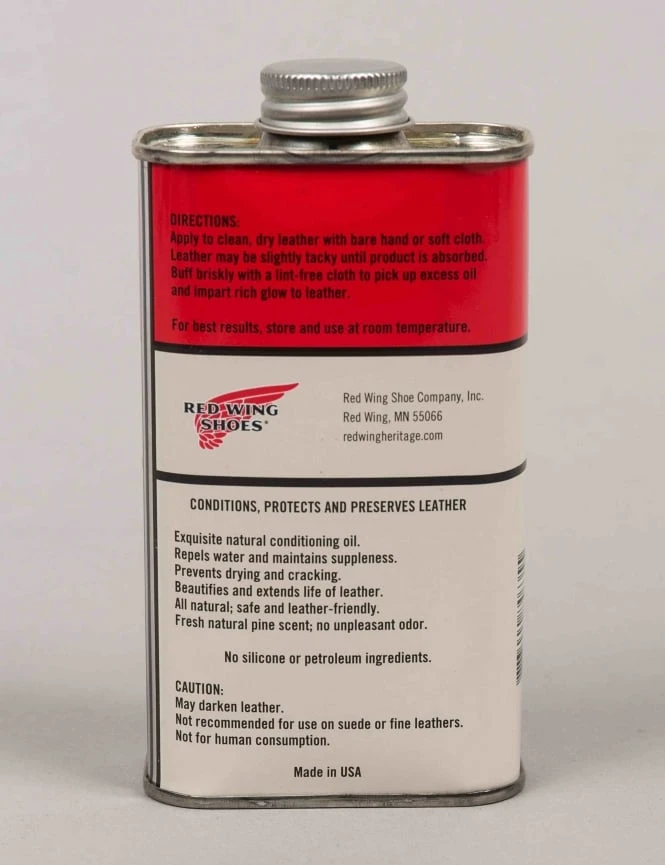 DIRECTIONS:
Apply to clean, dry leather with bare hand or soft cloth.
Leather may be slightly tacky until product is absorbed.
Buff briskly with a lint-free cloth to pick up excess oil
and impart rich glow to leather.
For best results, store and use at room temperature.
RED WING
SHOES®
Red Wing Shoe Company, Inc.
Red Wing, MN 55066
redwingheritage.com
CONDITIONS, PROTECTS AND PRESERVES LEATHER
Exquisite natural conditioning oil.
Repels water and maintains suppleness.
Prevents drying and cracking.
Beautifies and extends life of leather.
All natural; safe and leather-friendly.
Fresh natural pine scent; no unpleasant odor.
No silicone or petroleum ingredients.
CAUTION:
May darken leather.
Not recommended for use on suede or fine leathers.
Not for human consumption.
Made in USA